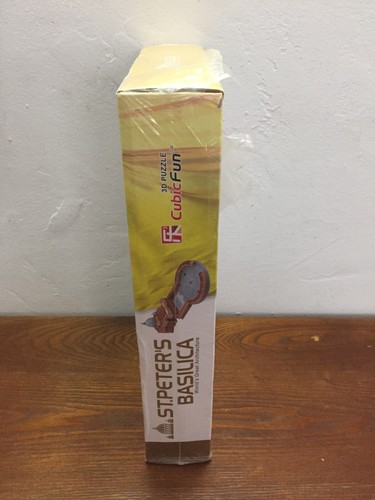 3D PUZZLE
CubicFun
ST.PETER'S
BASILICA
World's Great Architecture